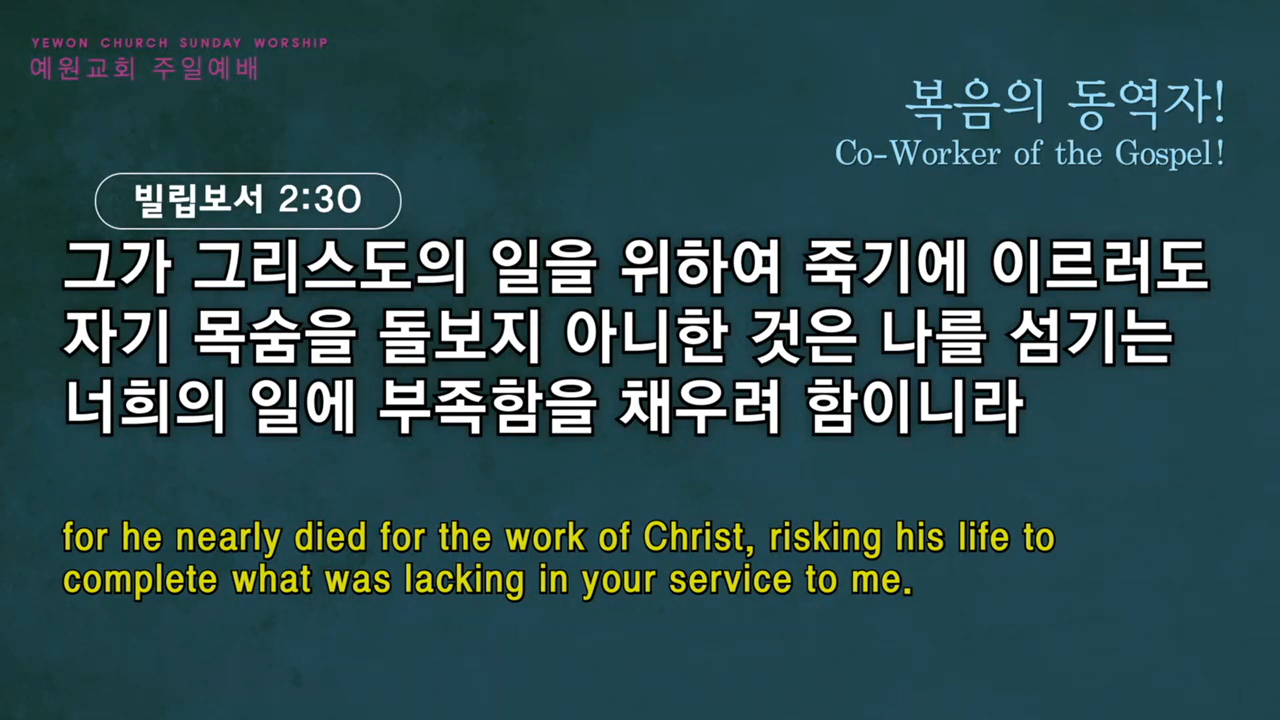 YEWON CHURCH SUNDAY WORSHIP
예원교회 주일예배
복음의 동역자!
Co-Worker of the Gospel!
빌립보서 2:30
그가 그리스도의 일을 위하여 죽기에 이르러도
자기 목숨을 돌보지 아니한 것은 나를 섬기는
너희의 일에 부족함을 채우려 함이니라
for he nearly died for the work of Christ, risking his life to
complete what was lacking in your service to me.